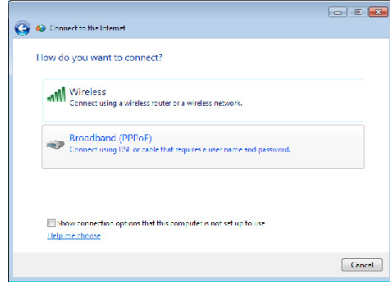 Connect to the Internet
How do you want to connect?
Wireless
Connect using a wireless router or a wireless network.
Broadband (PPPoE)
Connect using DSL or cable that requires a user name and password.
Show connection options that this computer is not set up to use
Help me choose
Cancel